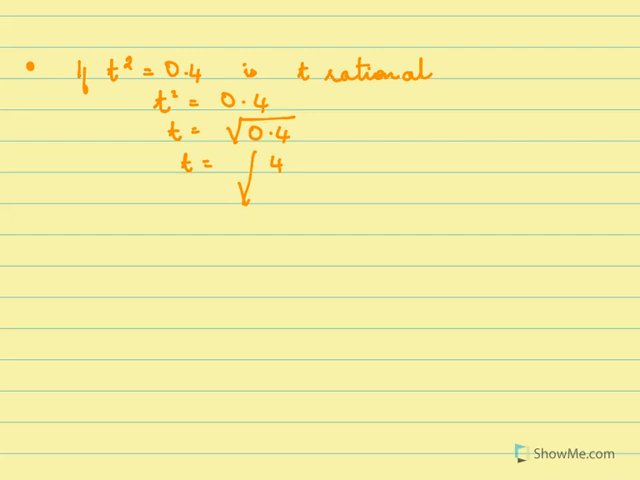 • If t² = 0.4 is t rational
t² = 0.4
t = √0.4
t = √4
ShowMe.com